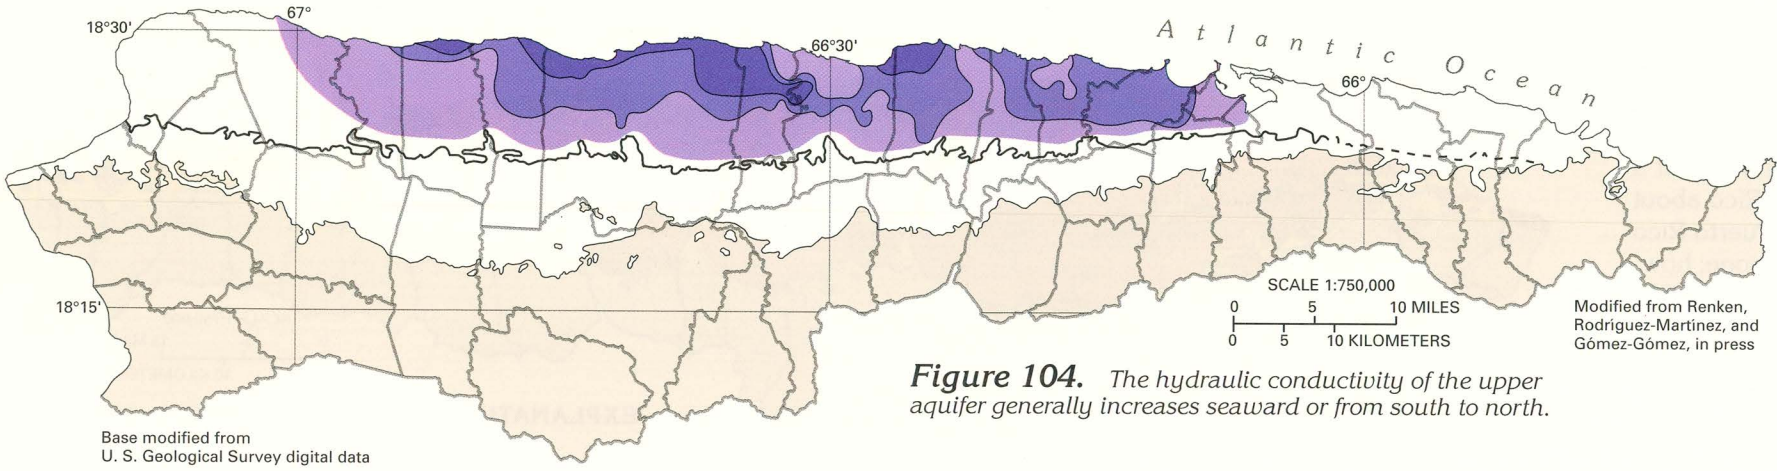 67°
18°30'
66°30'
Atlantic Ocean
66°
18°15'
SCALE 1:750,000
0 5 10 MILES
0 5 10 KILOMETERS
Modified from Renken,
Rodríguez-Martínez, and
Gómez-Gómez, in press
Figure 104. The hydraulic conductivity of the upper
aquifer generally increases seaward or from south to north.
Base modified from
U. S. Geological Survey digital data